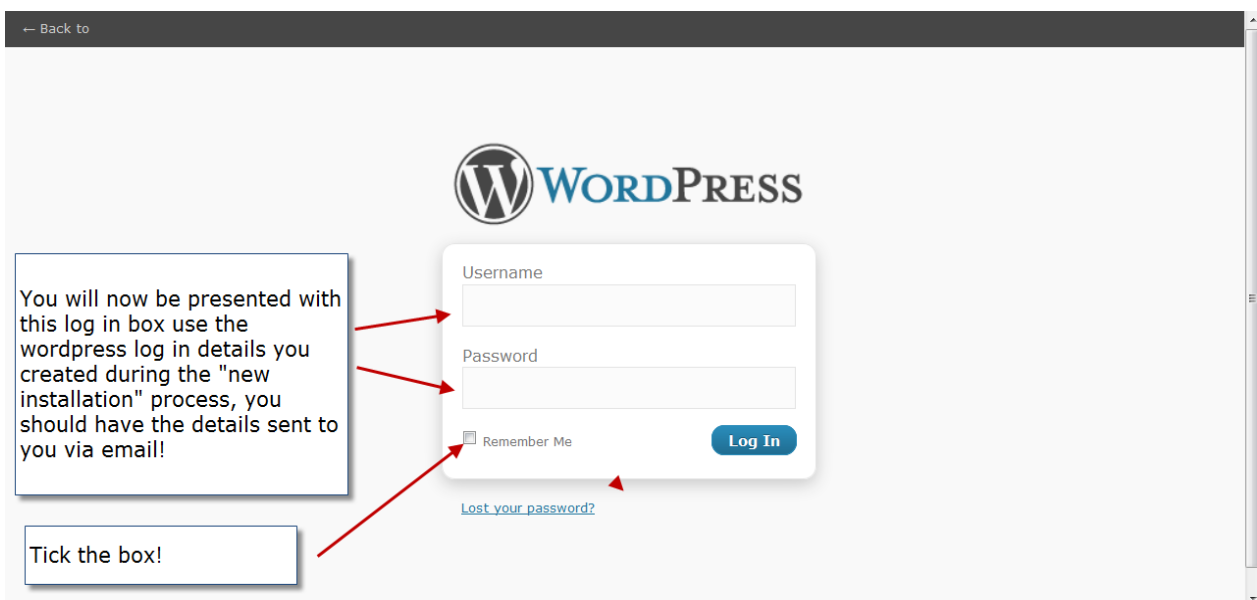 ← Back to
WORDPRESS
Username
You will now be presented with
this log in box use the
wordpress log in details you
created during the "new
installation" process, you
should have the details sent to
you via email!
Password
Remember Me
Log In
Lost your password?
Tick the box!